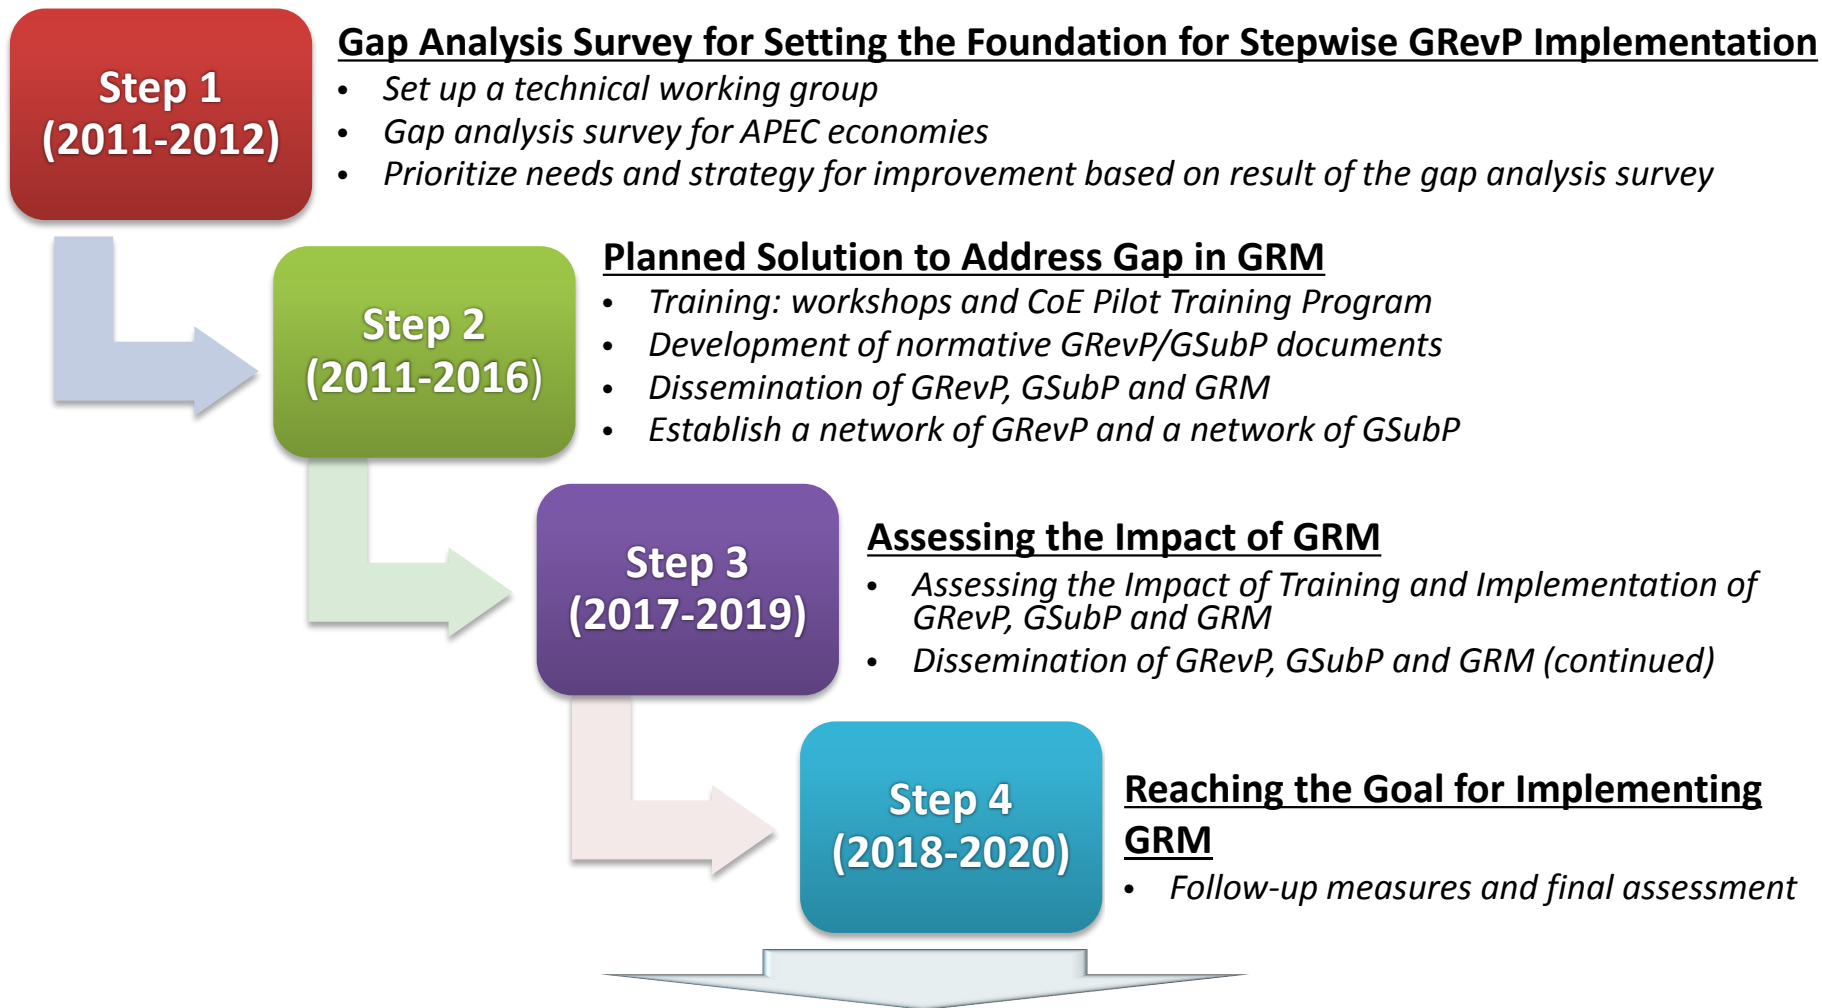 Step 1
(2011-2012)
Gap Analysis Survey for Setting the Foundation for Stepwise GRevP Implementation
• Set up a technical working group
• Gap analysis survey for APEC economies
• Prioritize needs and strategy for improvement based on result of the gap analysis survey
Step 2
(2011-2016)
Planned Solution to Address Gap in GRM
• Training: workshops and CoE Pilot Training Program
• Development of normative GRevP/GSubP documents
• Dissemination of GRevP, GSubP and GRM
• Establish a network of GRevP and a network of GSubP
Step 3
(2017-2019)
Assessing the Impact of GRM
• Assessing the Impact of Training and Implementation of
GRevP, GSubP and GRM
• Dissemination of GRevP, GSubP and GRM (continued)
Step 4
(2018-2020)
Reaching the Goal for Implementing
GRM
• Follow-up measures and final assessment